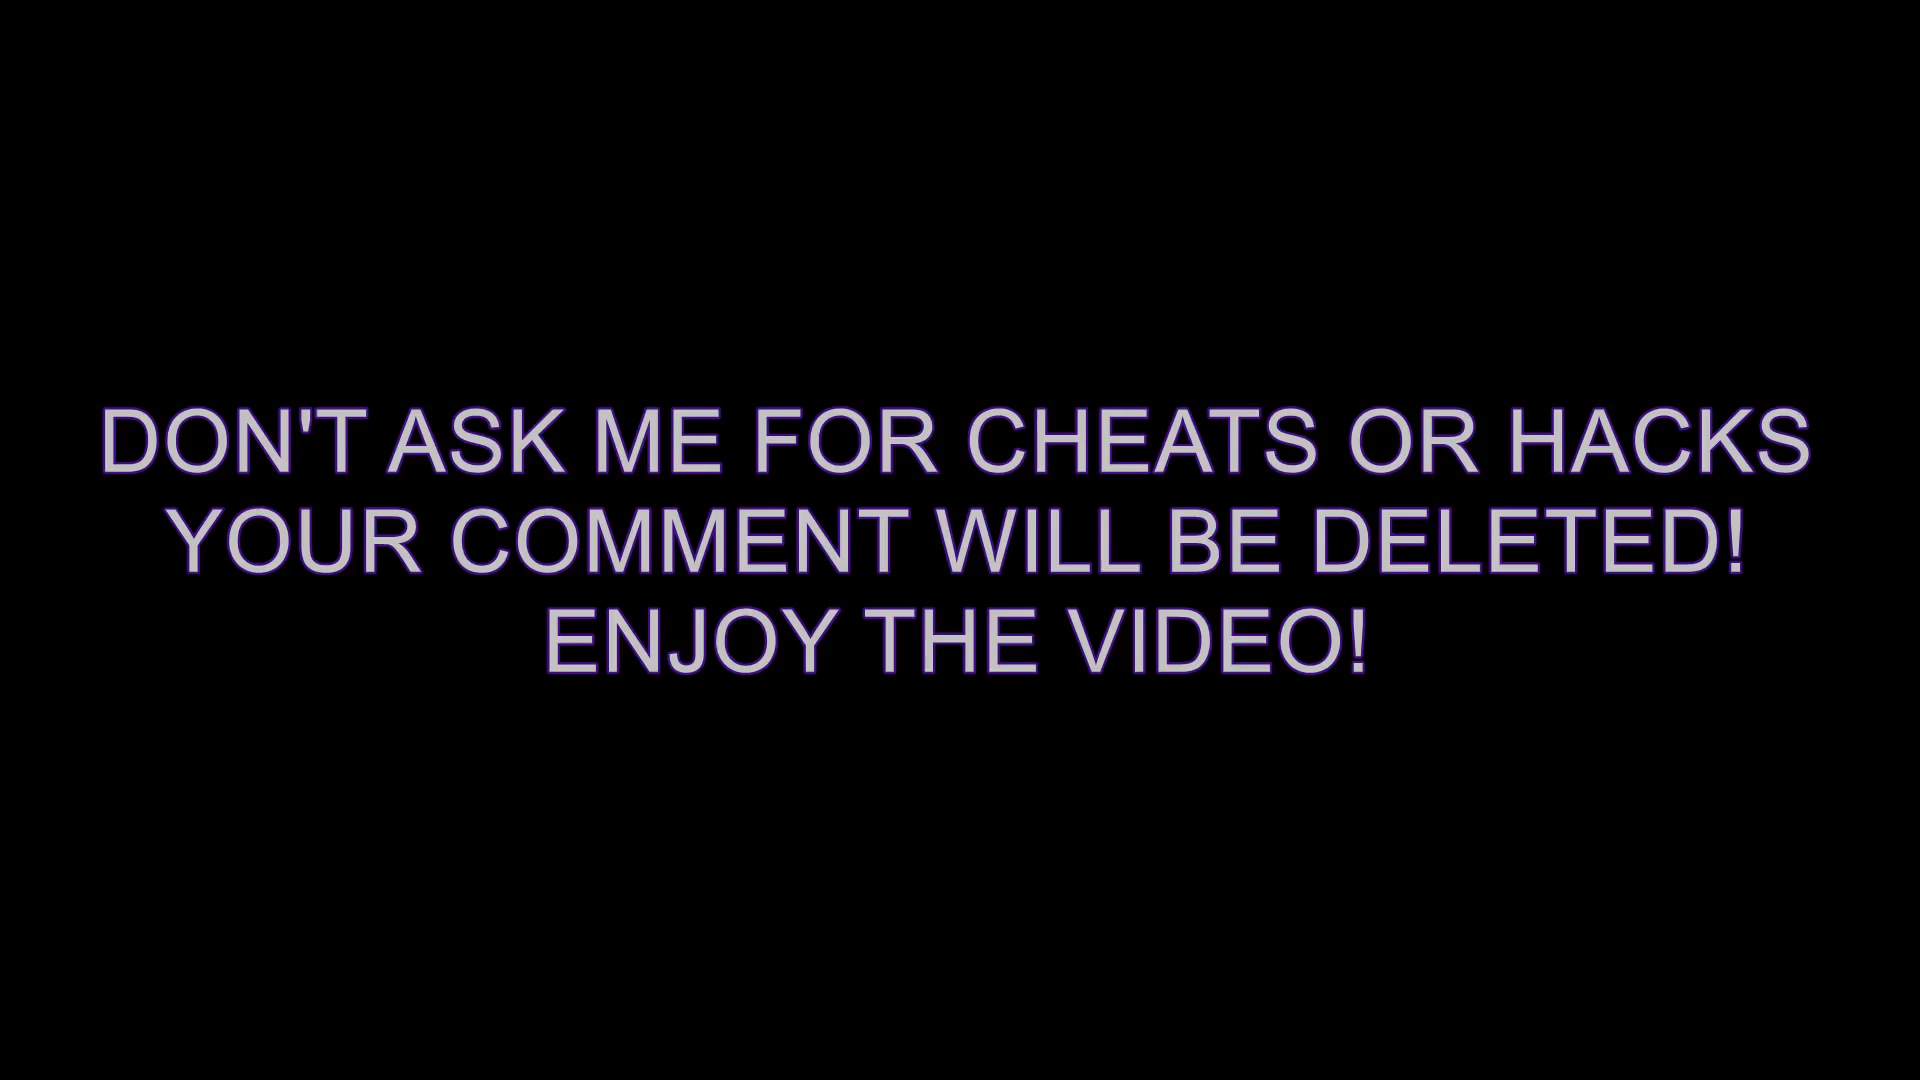 DON'T ASK ME FOR CHEATS OR HACKS
YOUR COMMENT WILL BE DELETED!
ENJOY THE VIDEO!